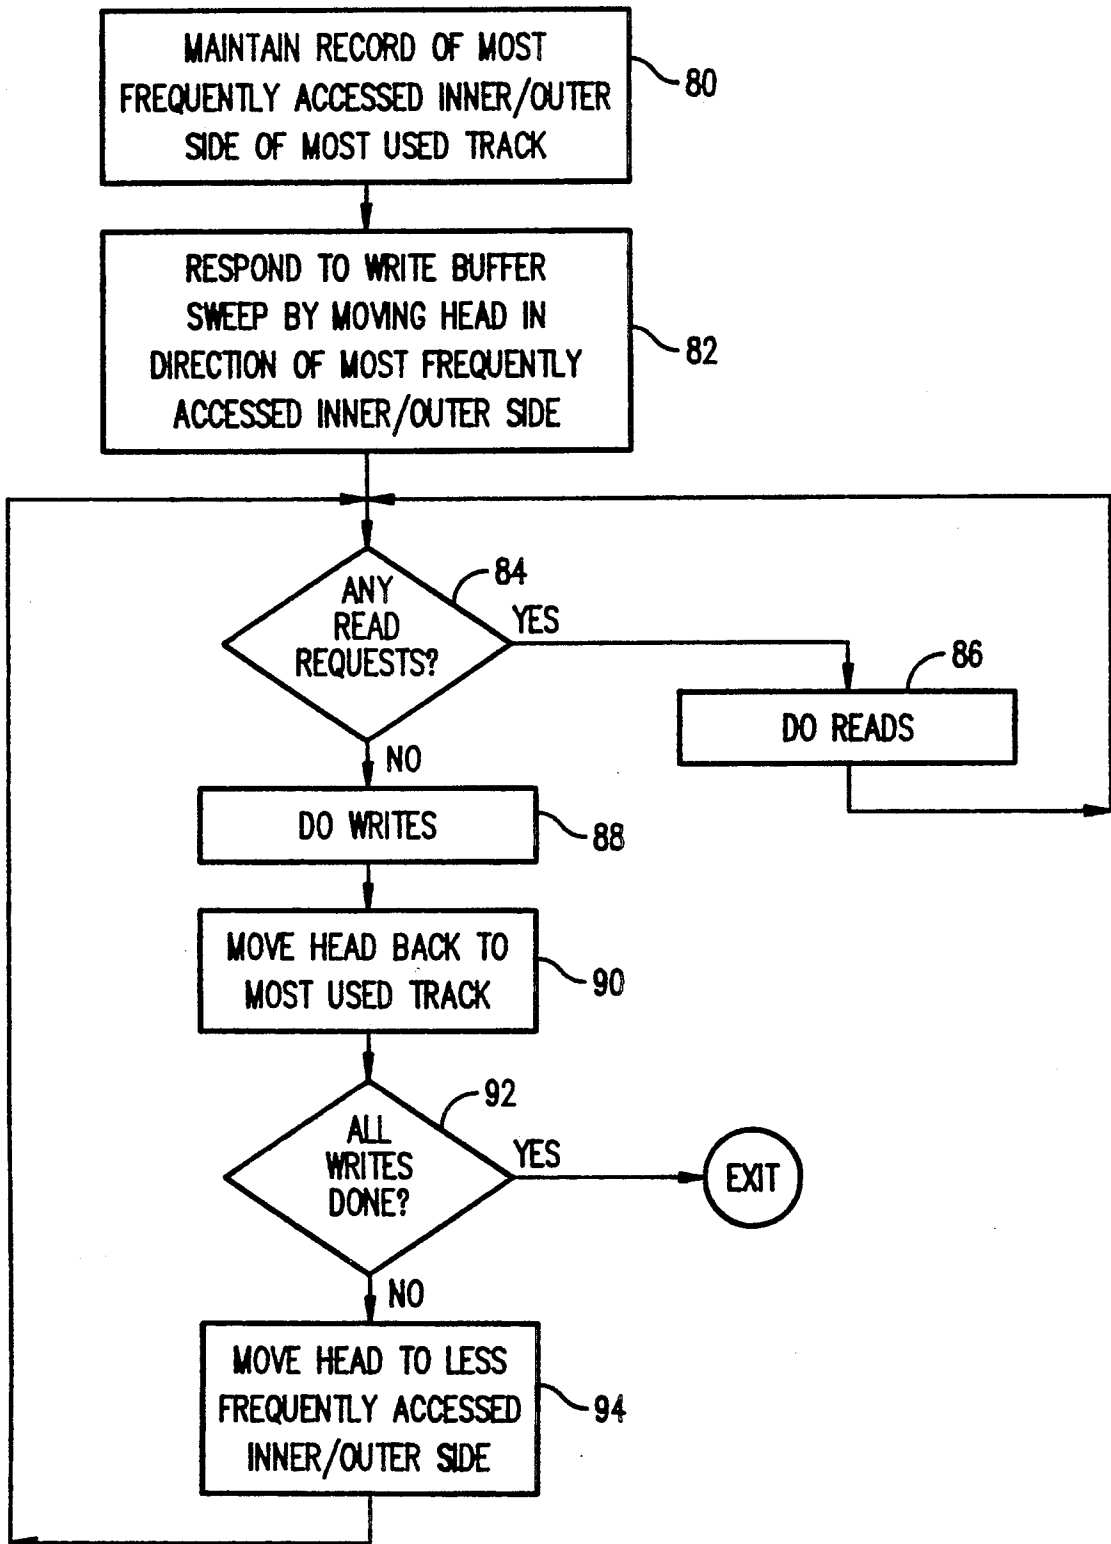 MAINTAIN RECORD OF MOST
FREQUENTLY ACCESSED INNER/OUTER
SIDE OF MOST USED TRACK
80
RESPOND TO WRITE BUFFER
SWEEP BY MOVING HEAD IN
DIRECTION OF MOST FREQUENTLY
ACCESSED INNER/OUTER SIDE
82
ANY
READ
REQUESTS?
84
YES
86
DO READS
NO
DO WRITES
88
MOVE HEAD BACK TO
MOST USED TRACK
90
ALL
WRITES
DONE?
92
YES
EXIT
NO
MOVE HEAD TO LESS
FREQUENTLY ACCESSED
INNER/OUTER SIDE
94